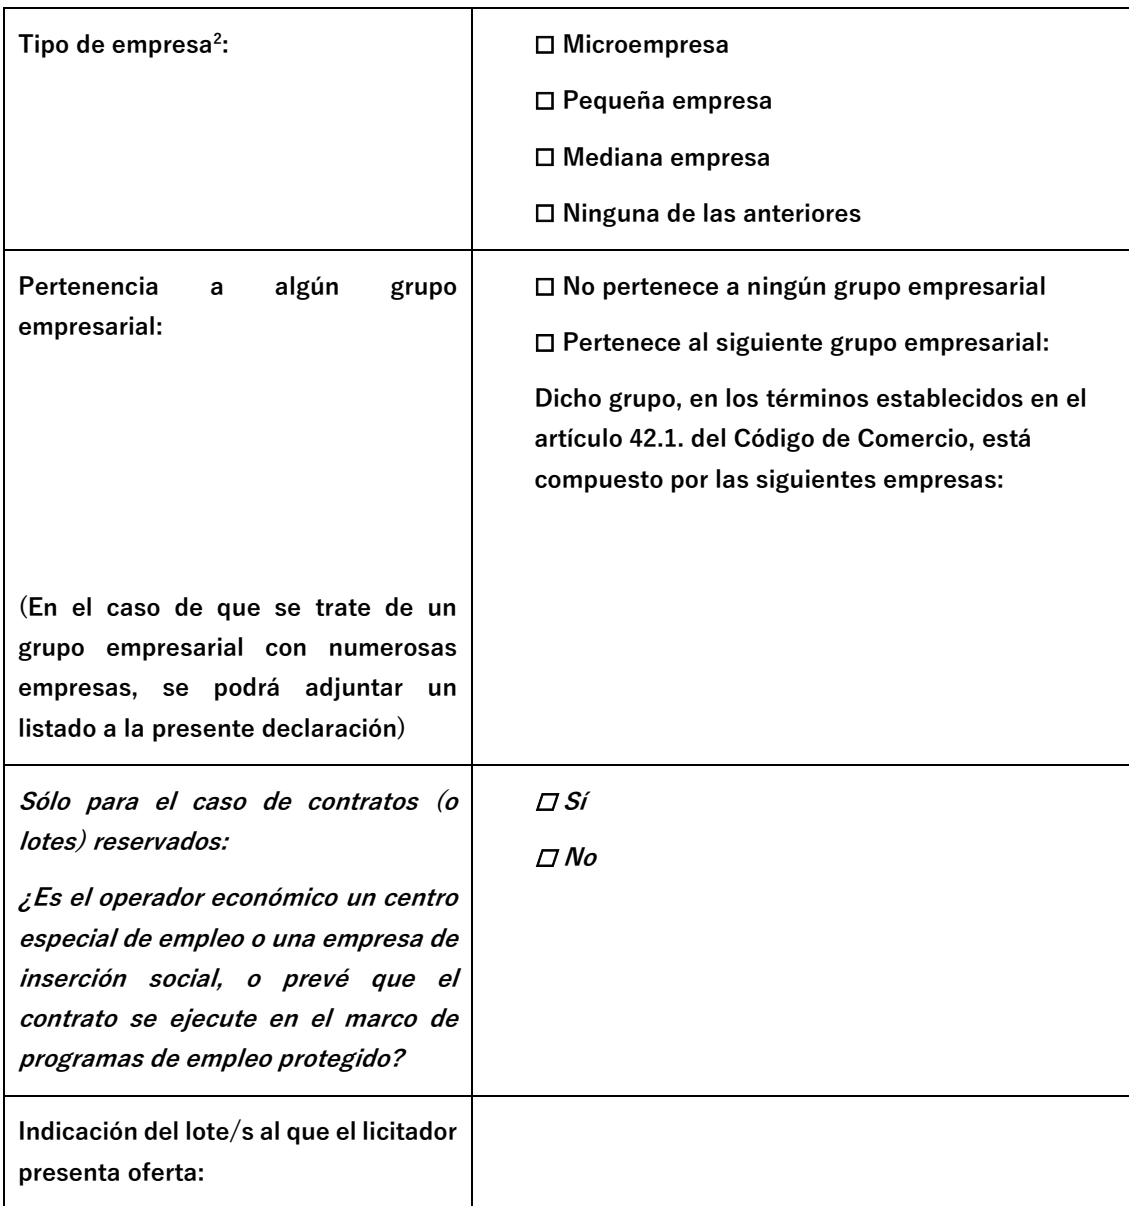 Tipo de empresa²:
☐ Microempresa
☐ Pequeña empresa
☐ Mediana empresa
☐ Ninguna de las anteriores
Pertenencia a algún grupo
empresarial:
(En el caso de que se trate de un
grupo empresarial con numerosas
empresas, se podrá adjuntar un
listado a la presente declaración)
☐ No pertenece a ningún grupo empresarial
☐ Pertenece al siguiente grupo empresarial:
Dicho grupo, en los términos establecidos en el
artículo 42.1. del Código de Comercio, está
compuesto por las siguientes empresas:
Sólo para el caso de contratos (o
lotes) reservados:
¿Es el operador económico un centro
especial de empleo o una empresa de
inserción social, o prevé que el
contrato se ejecute en el marco de
programas de empleo protegido?
☐ Sí
☐ No
Indicación del lote/s al que el licitador
presenta oferta: